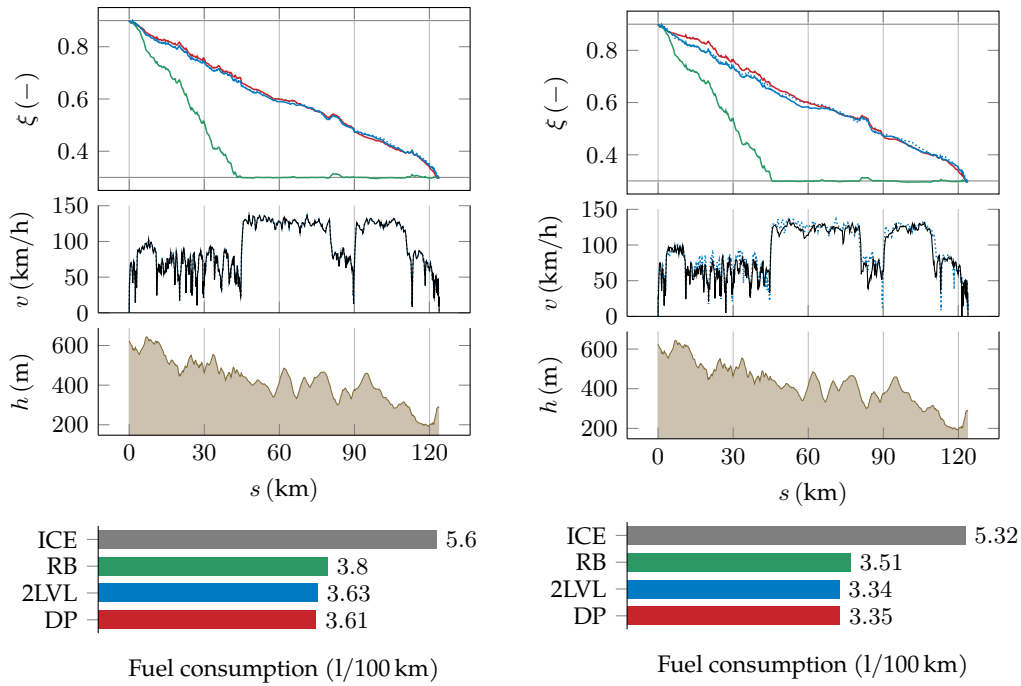 0.8
0.6
0.4
ξ (−)
150
100
50
0
v (km/h)
600
400
200
h (m)
0 30 60 90 120
s (km)
ICE 5.6
RB 3.8
2LVL 3.63
DP 3.61
Fuel consumption (l/100 km)
0.8
0.6
0.4
ξ (−)
150
100
50
0
v (km/h)
600
400
200
h (m)
0 30 60 90 120
s (km)
ICE 5.32
RB 3.51
2LVL 3.34
DP 3.35
Fuel consumption (l/100 km)